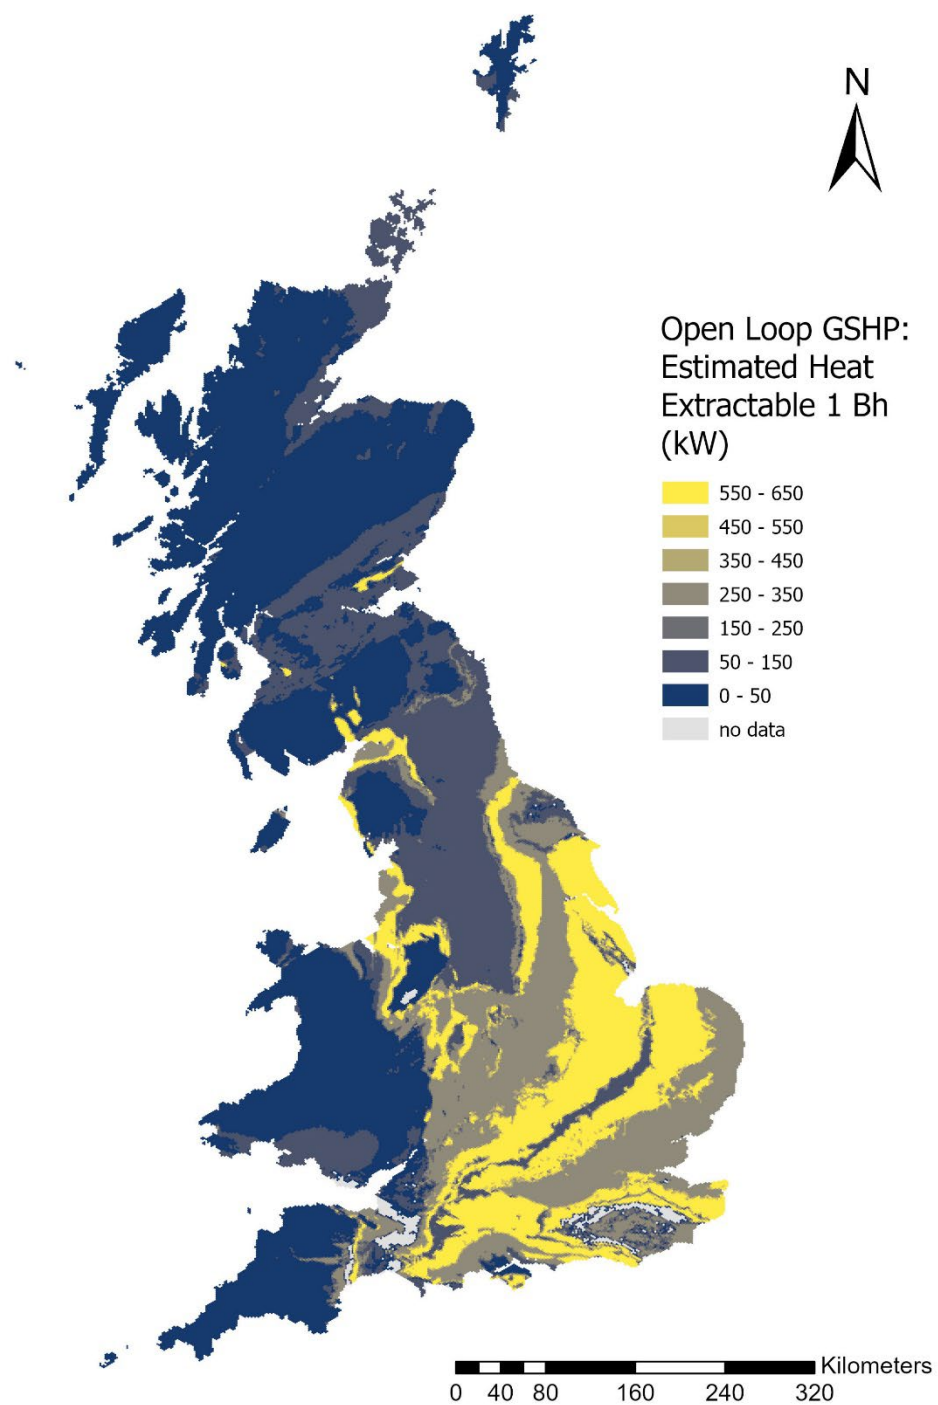 N
Open Loop GSHP:
Estimated Heat
Extractable 1 Bh
(kW)
550 - 650
450 - 550
350 - 450
250 - 350
150 - 250
50 - 150
0 - 50
no data
Kilometers
0 40 80 160 240 320